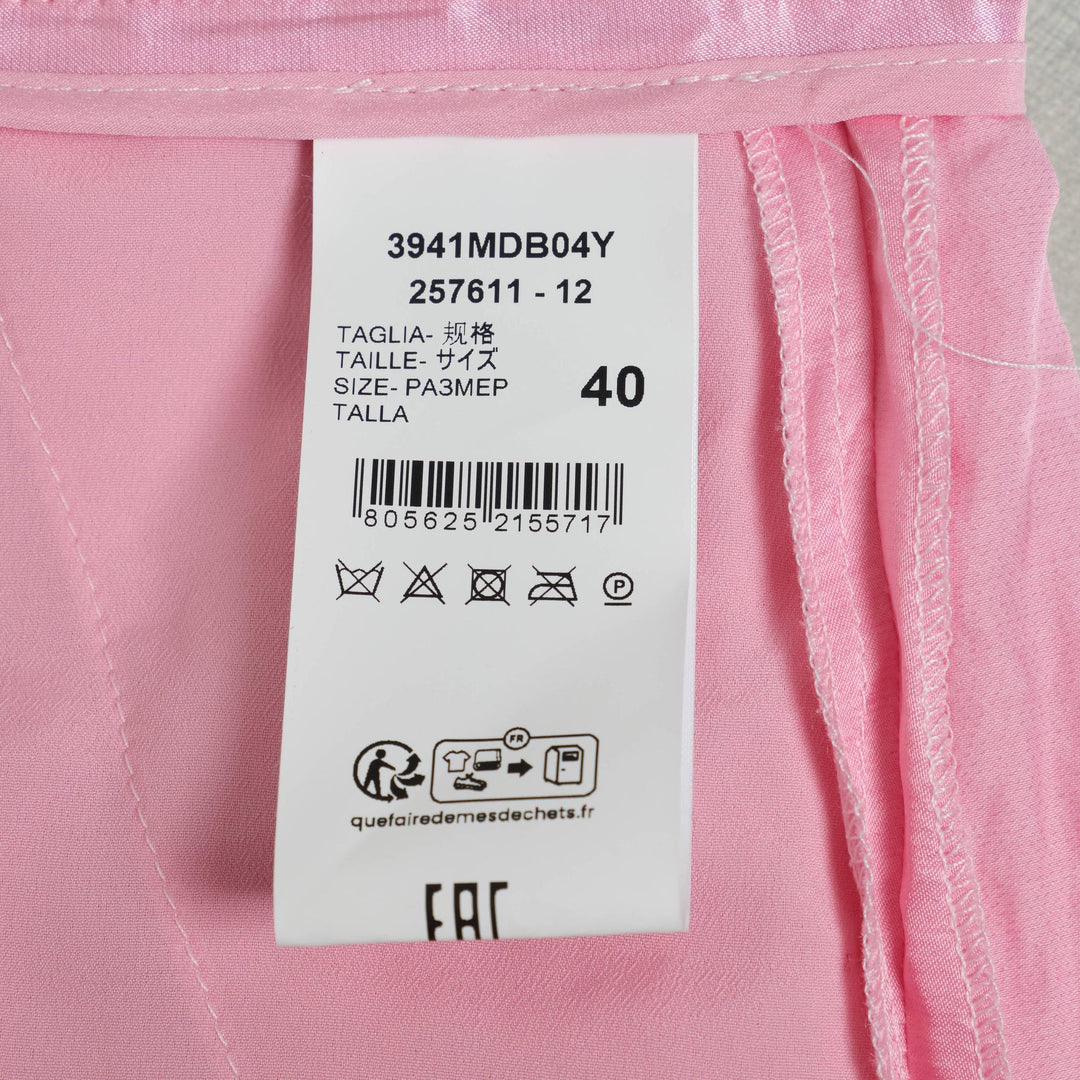 3941MDB04Y
257611 - 12
TAGLIA- 规格
TAILLE- サイズ
SIZE- РАЗМЕР
TALLA
40
805625 2155717
P
FR
quefairedemesdechets.fr
EAC